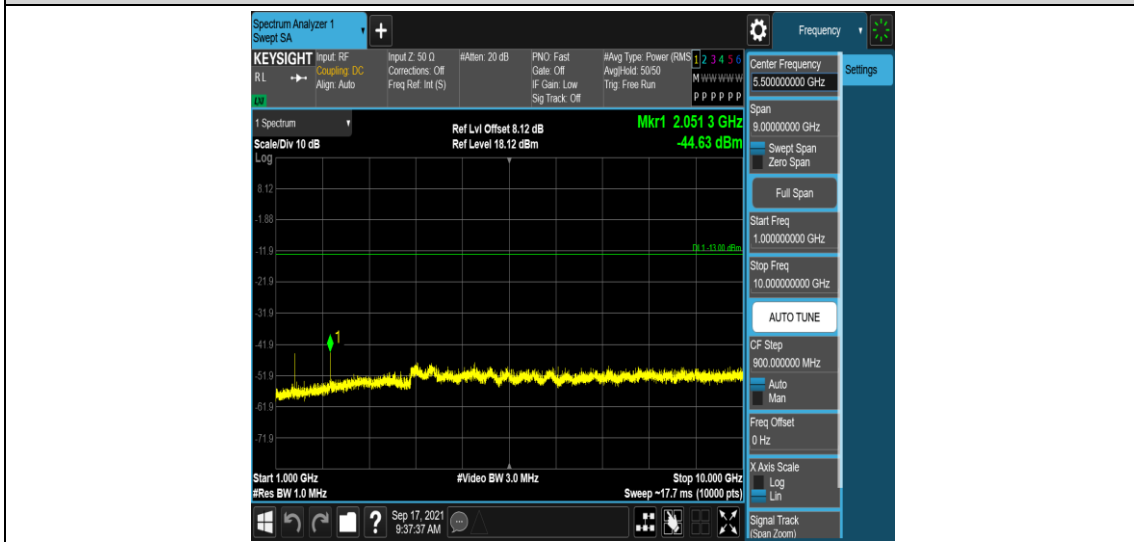 Spectrum Analyzer 1
Swept SA
+
Frequency
KEYSIGHT
RL
LXI
Input: RF
Coupling: DC
Align: Auto
Input Z: 50 Ω
Corrections: Off
Freq Ref: Int (S)
#Atten: 20 dB
PNO: Fast
Gate: Off
IF Gain: Low
Sig Track: Off
#Avg Type: Power (RMS
Avg|Hold: 50/50
Trig: Free Run
1 2 3 4 5 6
M W W W W W
P P P P P P
1 Spectrum
Scale/Div 10 dB
Log
Ref Lvl Offset 8.12 dB
Ref Level 18.12 dBm
Mkr1 2.051 3 GHz
-44.63 dBm
8.12
-1.88
-11.9
DL1 -13.00 dBm
-21.9
-31.9
-41.9
1
-51.9
-61.9
-71.9
Start 1.000 GHz
#Res BW 1.0 MHz
#Video BW 3.0 MHz
Stop 10.000 GHz
Sweep ~17.7 ms (10000 pts)
?
Sep 17, 2021
9:37:37 AM
Center Frequency
5.500000000 GHz
Settings
Span
9.00000000 GHz
Swept Span
Zero Span
Full Span
Start Freq
1.000000000 GHz
Stop Freq
10.000000000 GHz
AUTO TUNE
CF Step
900.000000 MHz
Auto
Man
Freq Offset
0 Hz
X Axis Scale
Log
Lin
Signal Track
(Span Zoom)